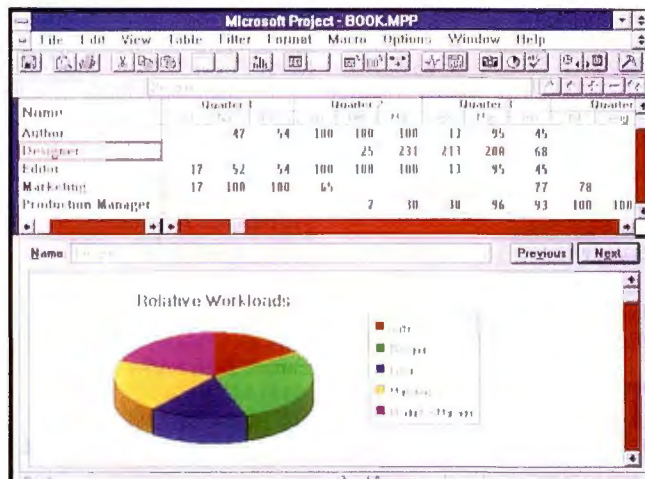 Microsoft Project - BOOK.MPP
File Edit View Table Filter Format Macro Options Window Help
Name Quarter 1 Quarter 2 Quarter 3 Quarter
Author 47 54 100 100 100 13 95 45
Designer 25 231 213 200 68
Editor 17 52 54 100 100 100 13 95 45
Marketing 17 100 100 65 77 78
Production Manager 2 30 30 96 93 100 100
Name: Previous Next
Relative Workloads